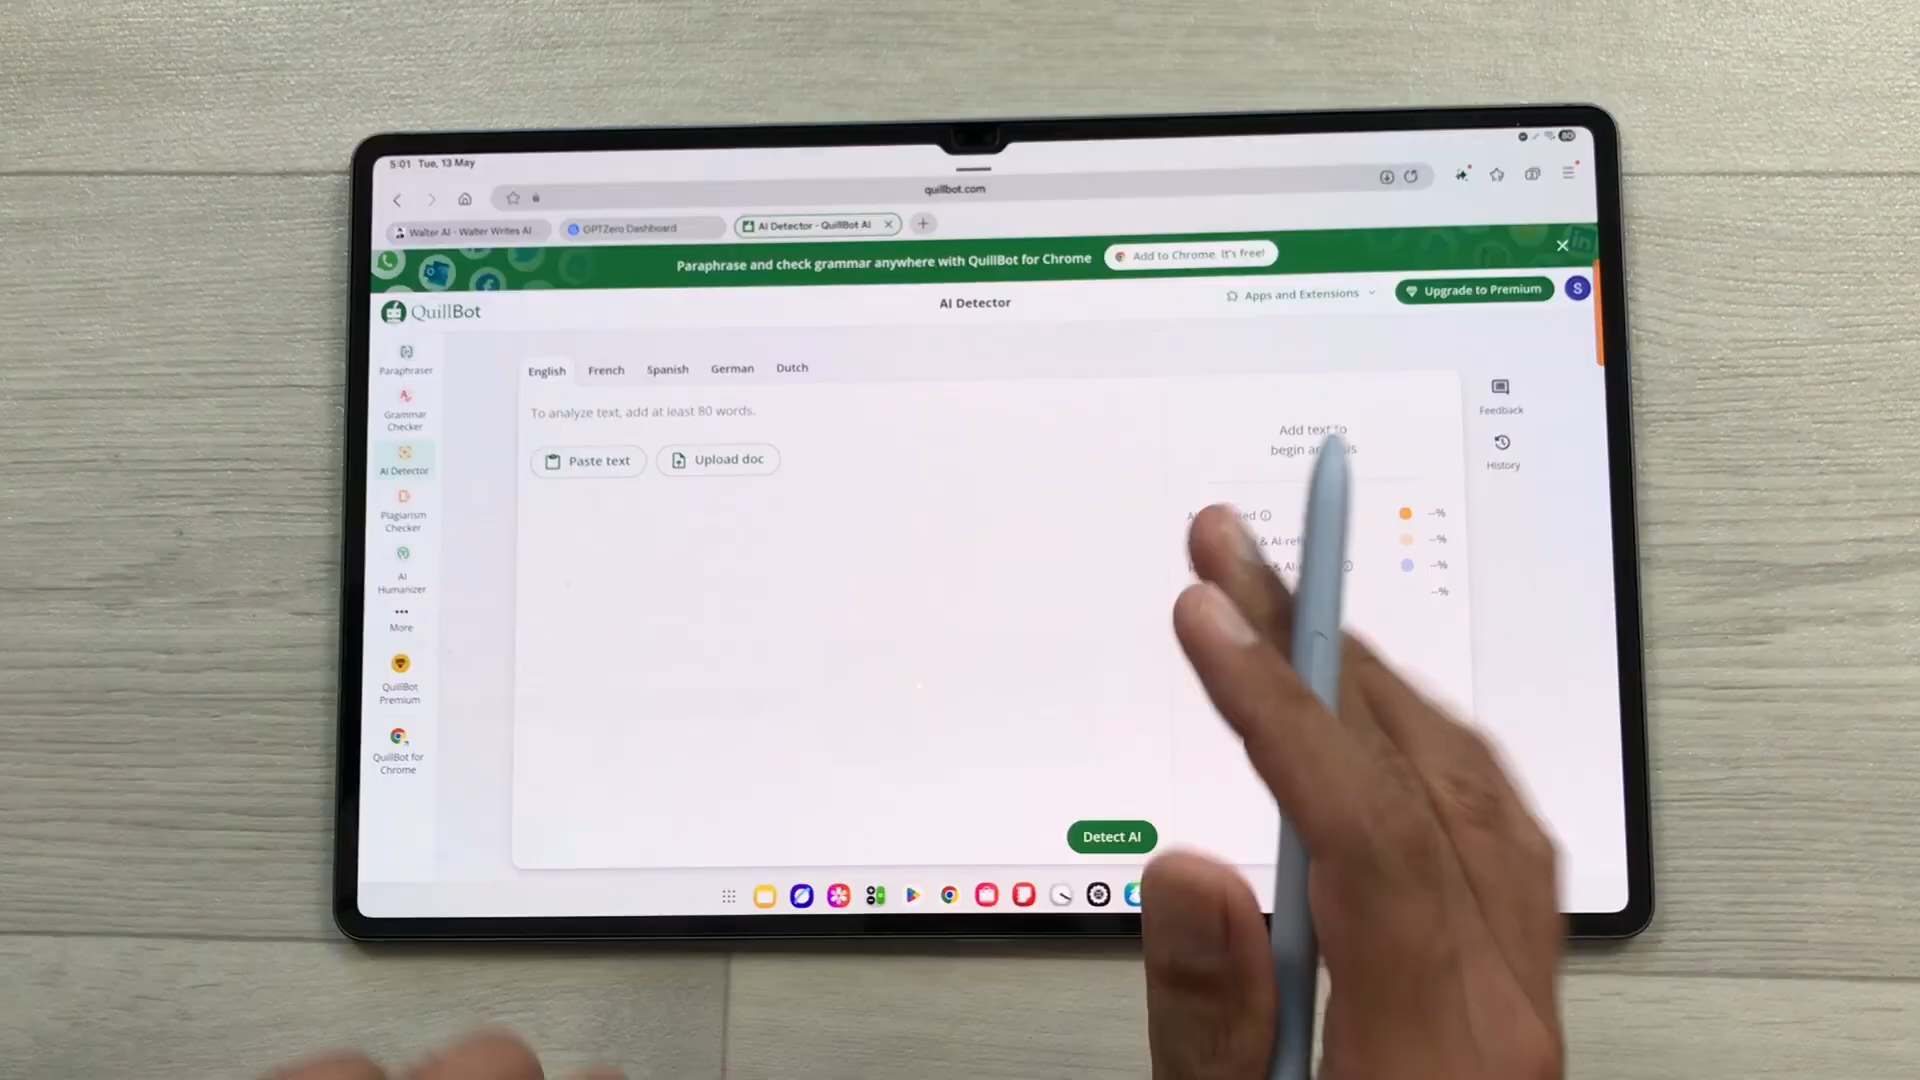 5:01 Tue, 13 May
80
quillbot.com
Walter AI - Walter Writes AI ...
GPTZero Dashboard
AI Detector - QuillBot AI
Paraphrase and check grammar anywhere with QuillBot for Chrome
Add to Chrome. It's free!
QuillBot
AI Detector
Apps and Extensions
Upgrade to Premium
S
Paraphraser
Grammar
Checker
AI Detector
Plagiarism
Checker
AI
Humanizer
More
QuillBot
Premium
QuillBot for
Chrome
English
French
Spanish
German
Dutch
To analyze text, add at least 80 words.
Paste text
Upload doc
Add text to
begin
--%
& AI-
--%
& AI-
--%
--%
Feedback
History
Detect AI